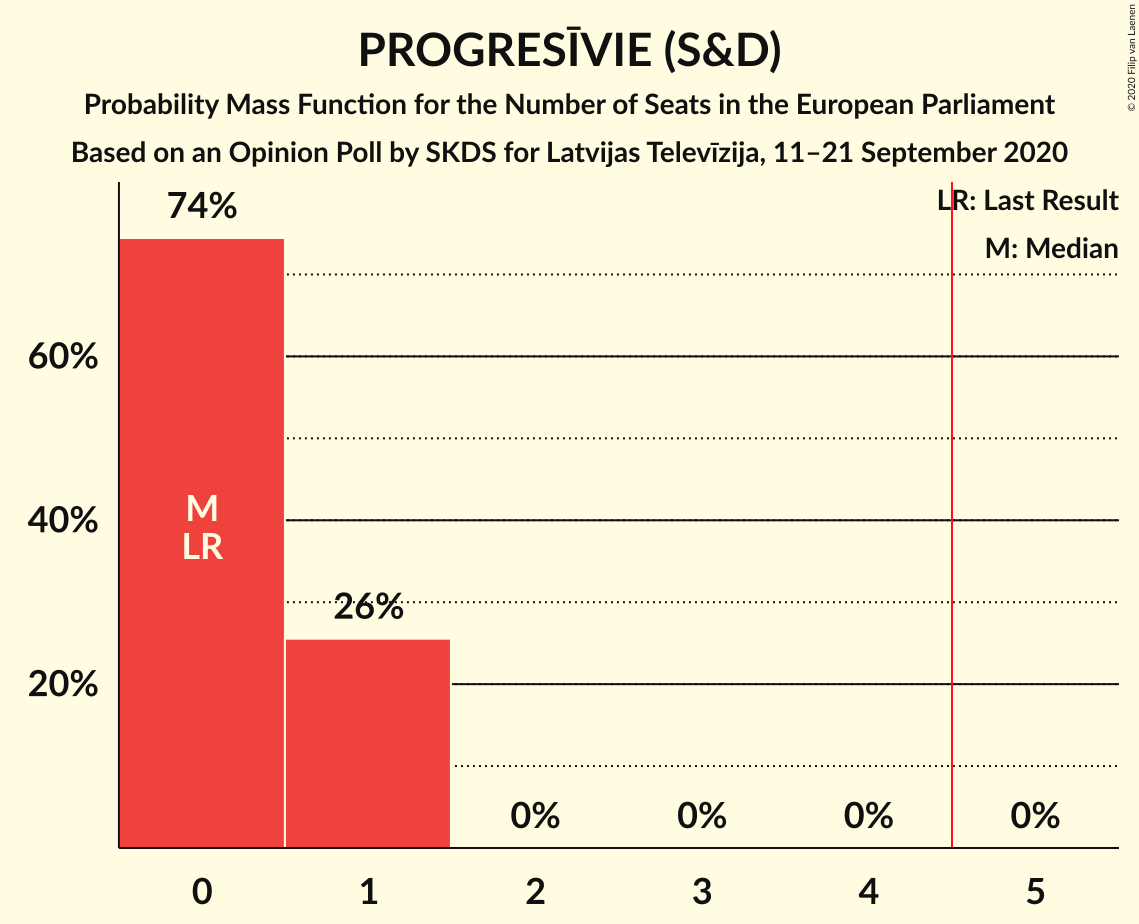 PROGRESĪVIE (S&D)
Probability Mass Function for the Number of Seats in the European Parliament
Based on an Opinion Poll by SKDS for Latvijas Televīzija, 11–21 September 2020
© 2020 Filip van Laenen
LR: Last Result
M: Median
74%
60%
40%
20%
M
LR
26%
0%
0%
0%
0%
0
1
2
3
4
5